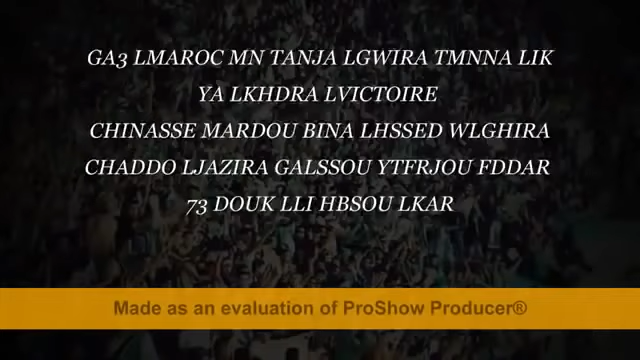 GA3 LMAROC MN TANJA LGWIRA TMNNA LIK
YA LKHDRA LVICTOIRE
CHINASSE MARDOU BINA LHSSED WLGHIRA
CHADDO LJAZIRA GALSSOU YTFRJOU FDDAR
73 DOUK LLI HBSOU LKAR
Made as an evaluation of ProShow Producer®